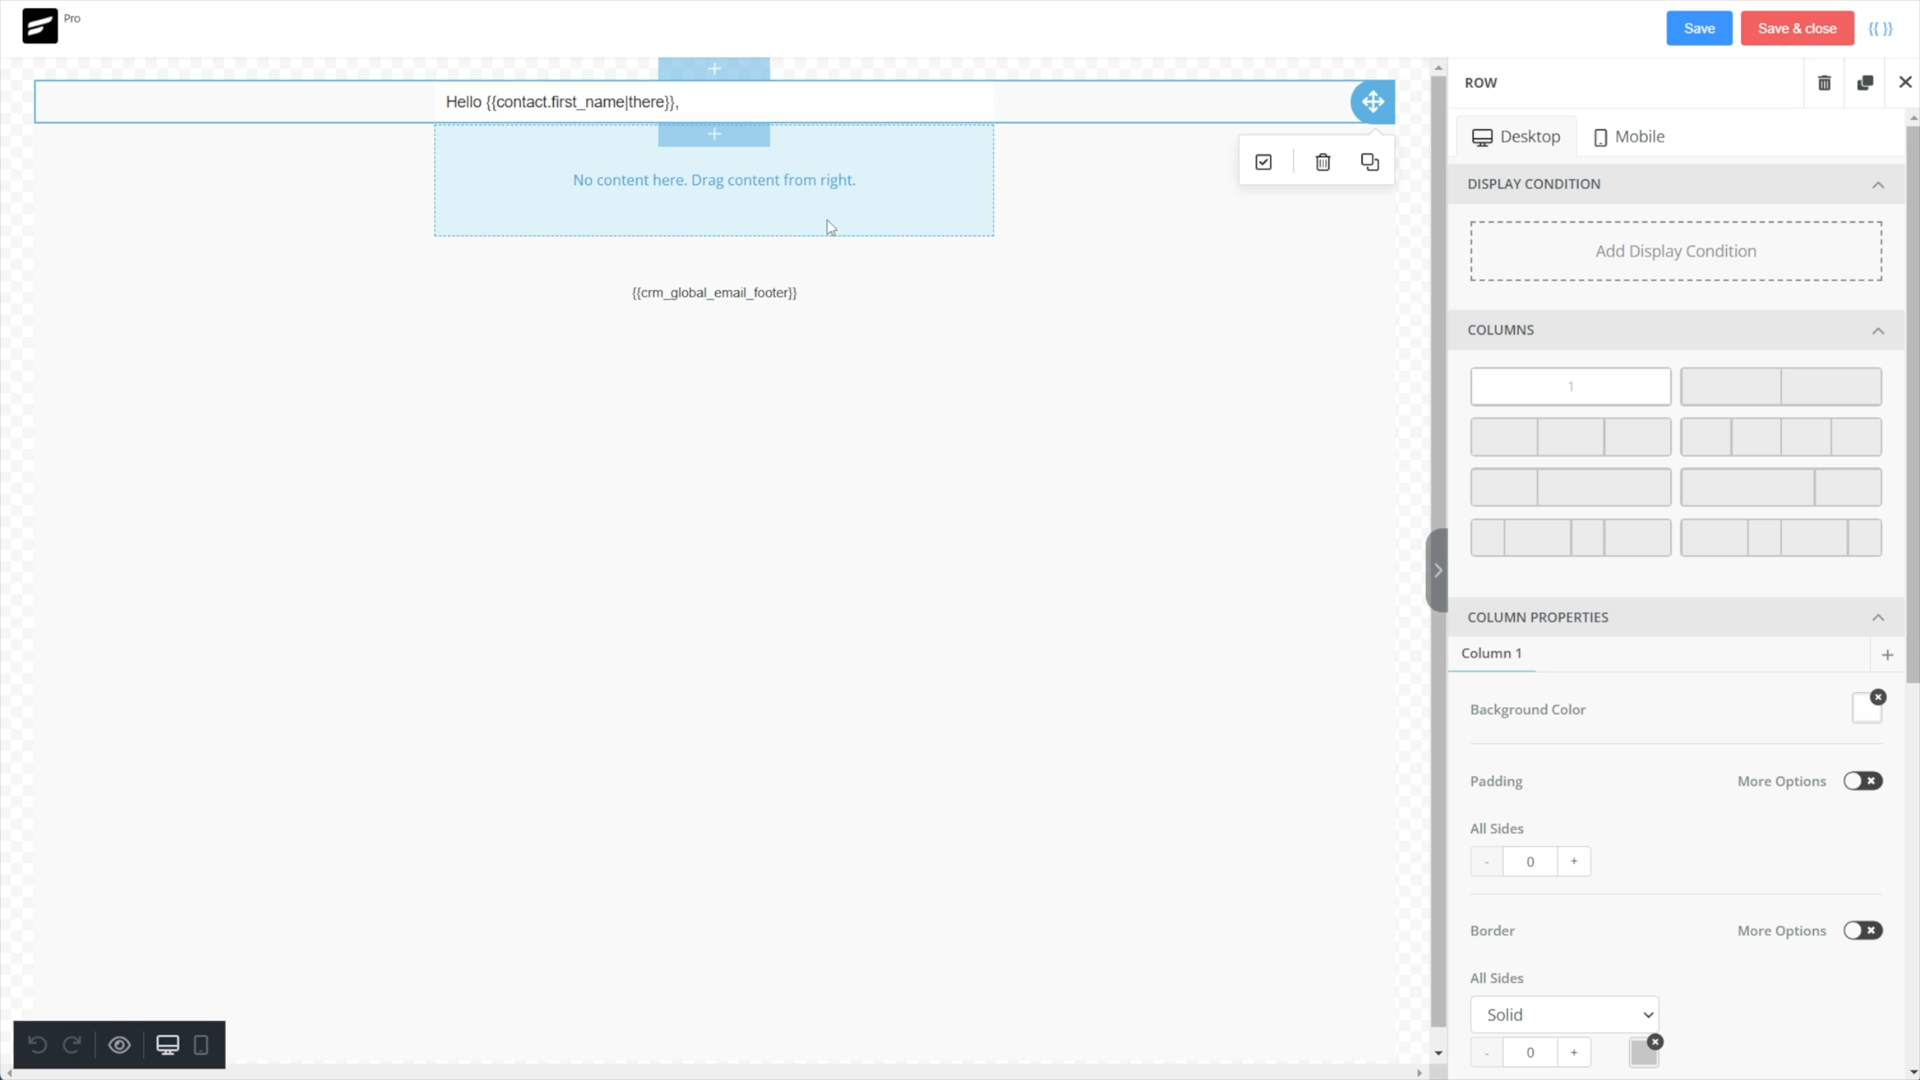 Pro
Save
Save & close
{{ }}
Hello {{contact.first_name|there}},
No content here. Drag content from right.
{{crm_global_email_footer}}
ROW
Desktop
Mobile
DISPLAY CONDITION
Add Display Condition
COLUMNS
1
COLUMN PROPERTIES
Column 1
Background Color
Padding
More Options
All Sides
- 0 +
Border
More Options
All Sides
Solid
- 0 +